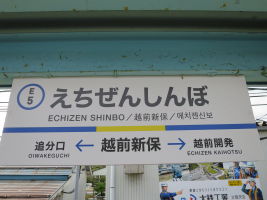 E
5
えちぜんしんぼ
ECHIZEN SHINBO/越前新保/에치젠신보
追分口 ← 越前新保 → 越前開発
OIWAKEGUCHI ECHIZEN KAIHOTSU